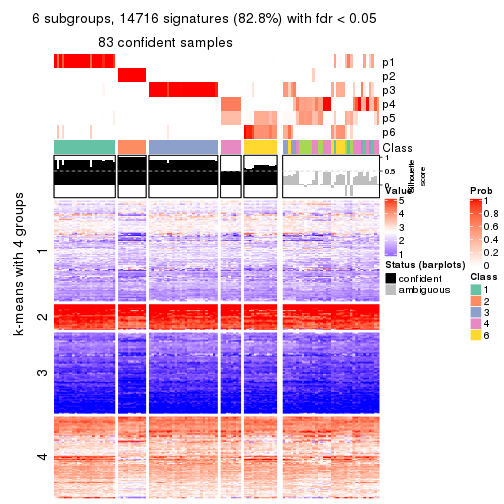 6 subgroups, 14716 signatures (82.8%) with fdr < 0.05
83 confident samples
p1
p2
p3
p4
p5
p6
Class
1
0.5
0
Silhouette
score
k-means with 4 groups
1
2
3
4
Value
5
4
3
2
1
Status (barplots)
confident
ambiguous
Prob
1
0.8
0.6
0.4
0.2
0
Class
1
2
3
4
6